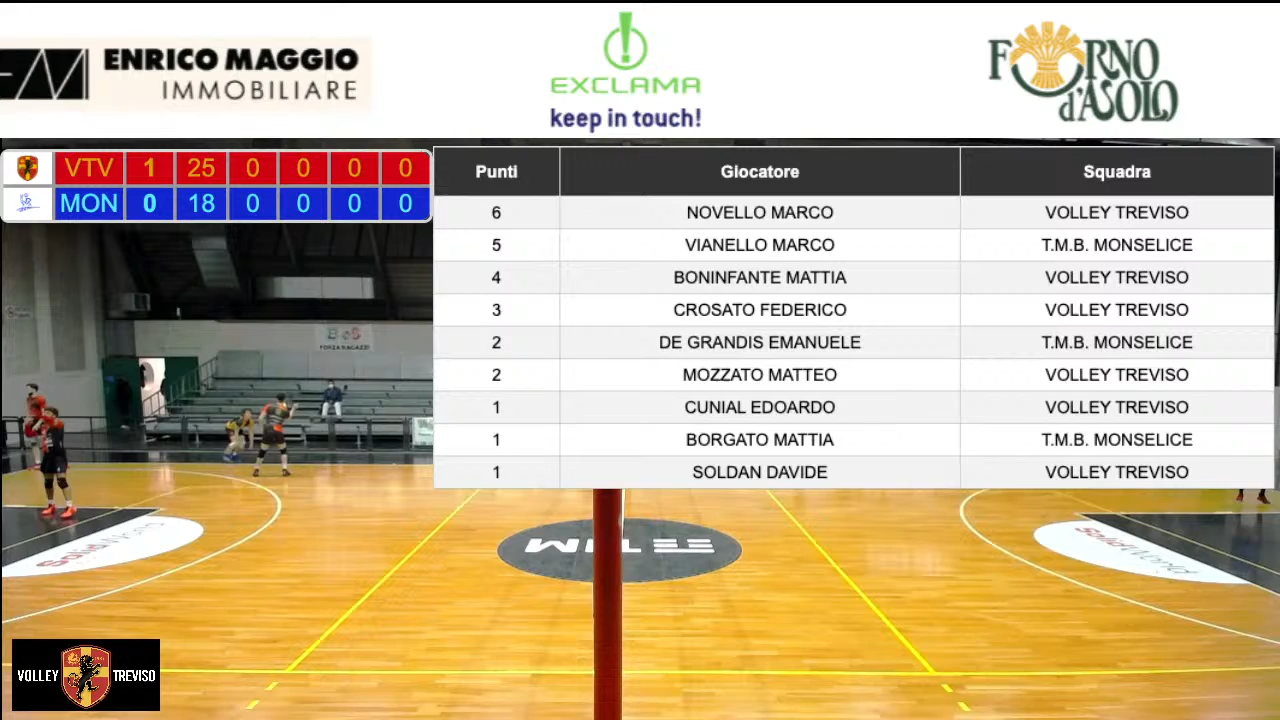 ENRICO MAGGIO
IMMOBILIARE
EXCLAMA
keep in touch!
FORNO
d'ASOLO
VTV 1 25 0 0 0 0
MON 0 18 0 0 0 0
Punti Giocatore Squadra
6 NOVELLO MARCO VOLLEY TREVISO
5 VIANELLO MARCO T.M.B. MONSELICE
4 BONINFANTE MATTIA VOLLEY TREVISO
3 CROSATO FEDERICO VOLLEY TREVISO
2 DE GRANDIS EMANUELE T.M.B. MONSELICE
2 MOZZATO MATTEO VOLLEY TREVISO
1 CUNIAL EDOARDO VOLLEY TREVISO
1 BORGATO MATTIA T.M.B. MONSELICE
1 SOLDAN DAVIDE VOLLEY TREVISO
FORZA RAGAZZI
SolidWorld
SolidWorld
VOLLEY TREVISO